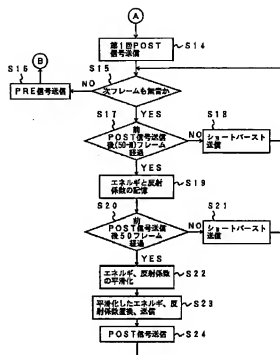 A
第1回POST
信号送信
S14
B
S16
S15
PRE信号送信
NO
次フレームも無音か
YES
S17
前
POST信号送信
後(50-M)フレーム
経過
NO
S18
ショートバースト
送信
YES
エネルギと反射
係数の記憶
S19
S20
前
POST信号送信
後50フレーム
経過
NO
S21
ショートバースト
送信
YES
エネルギ、反射係数
の平滑化
S22
平滑化したエネルギ、反
射係数量後、送信
S23
POST信号送信
S24